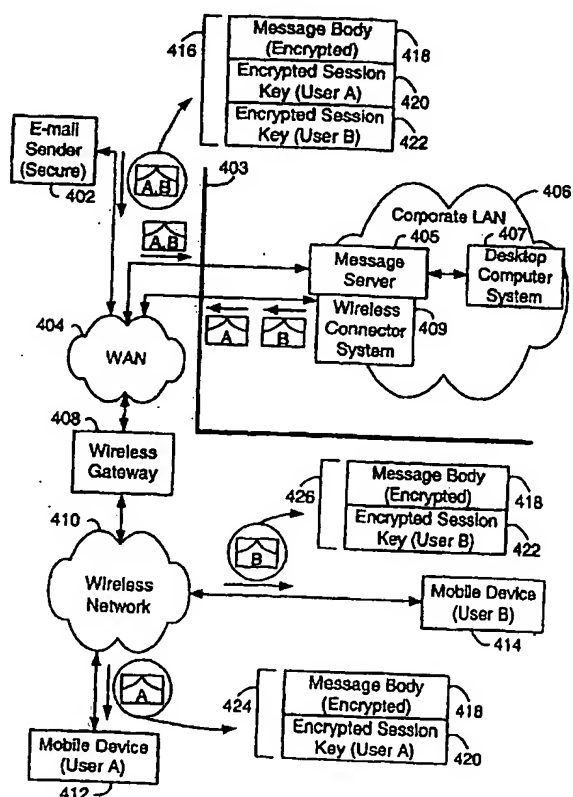 416
Message Body
(Encrypted)
418
Encrypted Session
Key (User A)
420
Encrypted Session
Key (User B)
422
E-mail
Sender
(Secure)
402
A,B
403
A,B
406
Corporate LAN
405
Message
Server
407
Desktop
Computer
System
Wireless
Connector
System
409
A
B
404
WAN
408
Wireless
Gateway
410
Wireless
Network
426
Message Body
(Encrypted)
418
Encrypted Session
Key (User B)
422
B
Mobile Device
(User B)
414
A
424
Message Body
(Encrypted)
418
Encrypted Session
Key (User A)
420
Mobile Device
(User A)
412